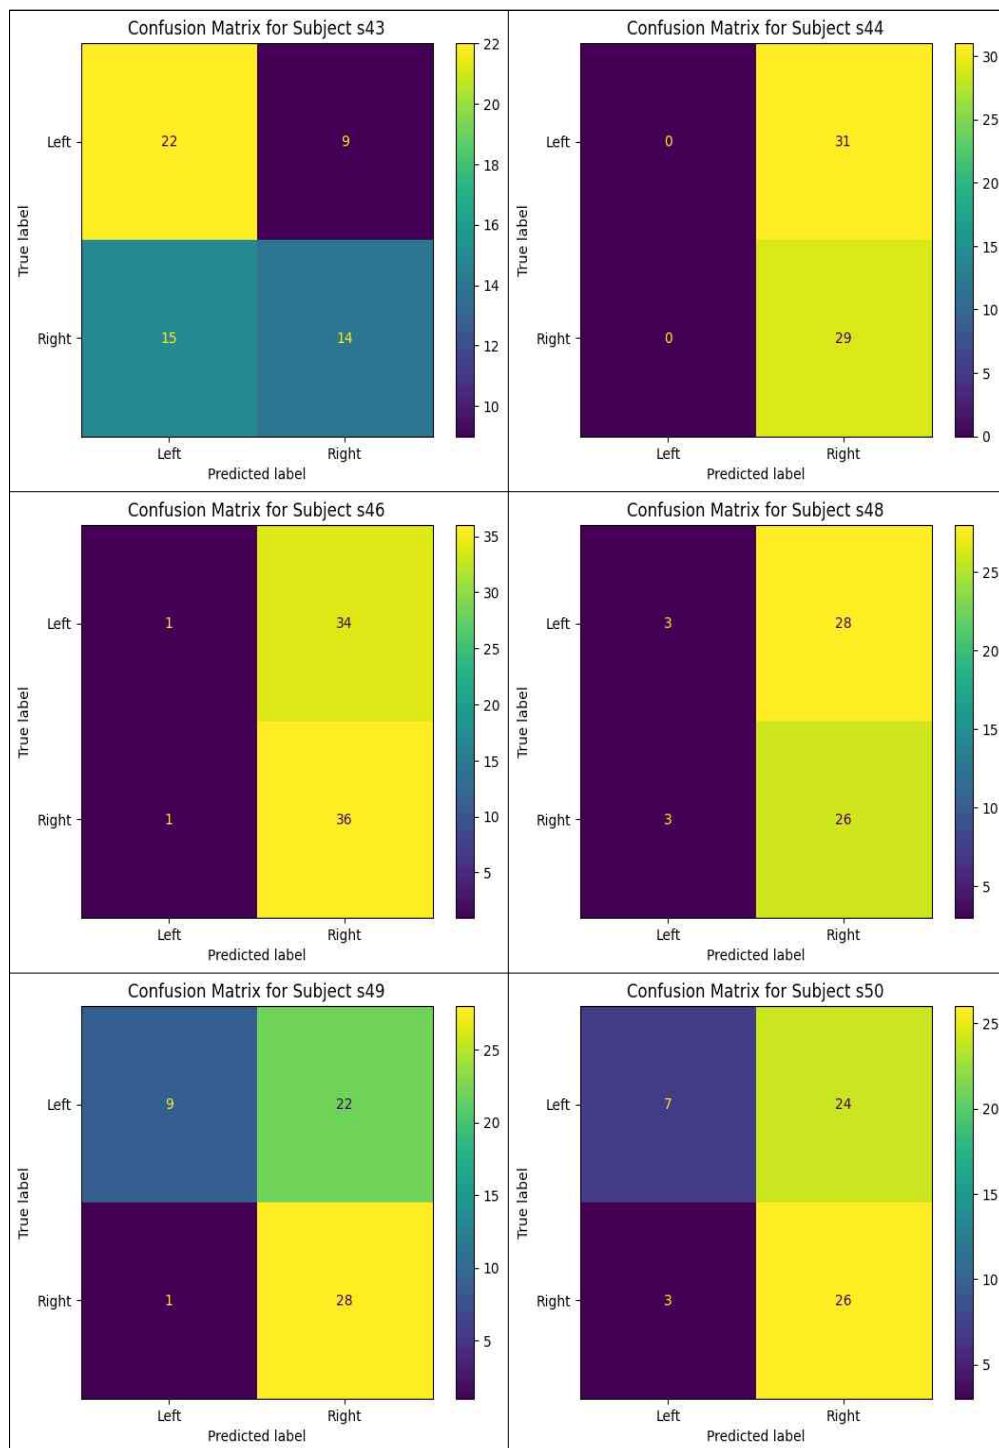 Confusion Matrix for Subject s43
22
20
18
16
14
12
10
Left
22 9
Right
15 14
Left Right
Predicted label
True label
Confusion Matrix for Subject s44
30
25
20
15
10
5
0
Left
0 31
Right
0 29
Left Right
Predicted label
True label
Confusion Matrix for Subject s46
35
30
25
20
15
10
5
Left
1 34
Right
1 36
Left Right
Predicted label
True label
Confusion Matrix for Subject s48
25
20
15
10
5
Left
3 28
Right
3 26
Left Right
Predicted label
True label
Confusion Matrix for Subject s49
25
20
15
10
5
Left
9 22
Right
1 28
Left Right
Predicted label
True label
Confusion Matrix for Subject s50
25
20
15
10
5
Left
7 24
Right
3 26
Left Right
Predicted label
True label